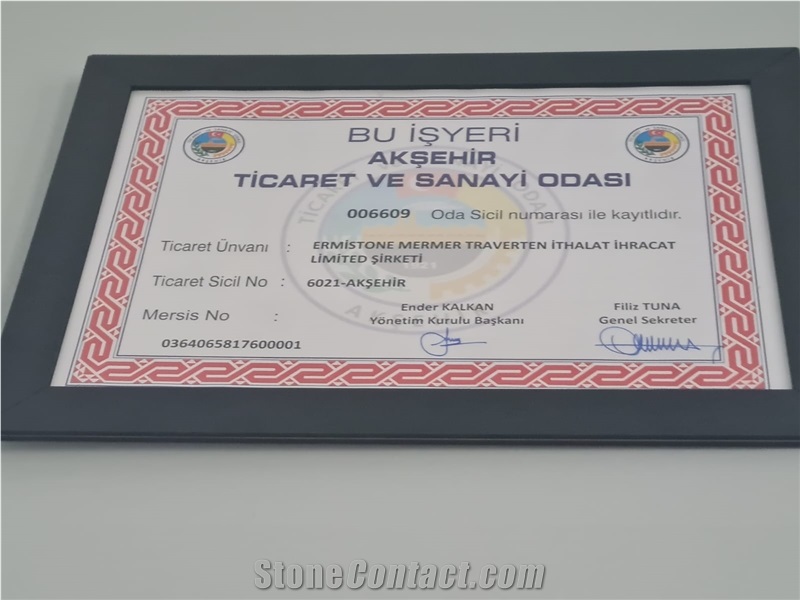 BU İŞYERİ
AKŞEHİR
TİCARET VE SANAYİ ODASI
006609 Oda Sicil numarası ile kayıtlıdır.
Ticaret Ünvanı : ERMİSTONE MERMER TRAVERTEN İTHALAT İHRACAT
LİMİTED ŞİRKETİ
Ticaret Sicil No : 6021-AKŞEHİR
Mersis No :
0364065817600001
Ender KALKAN
Yönetim Kurulu Başkanı
Filiz TUNA
Genel Sekreter
StoneContact.com